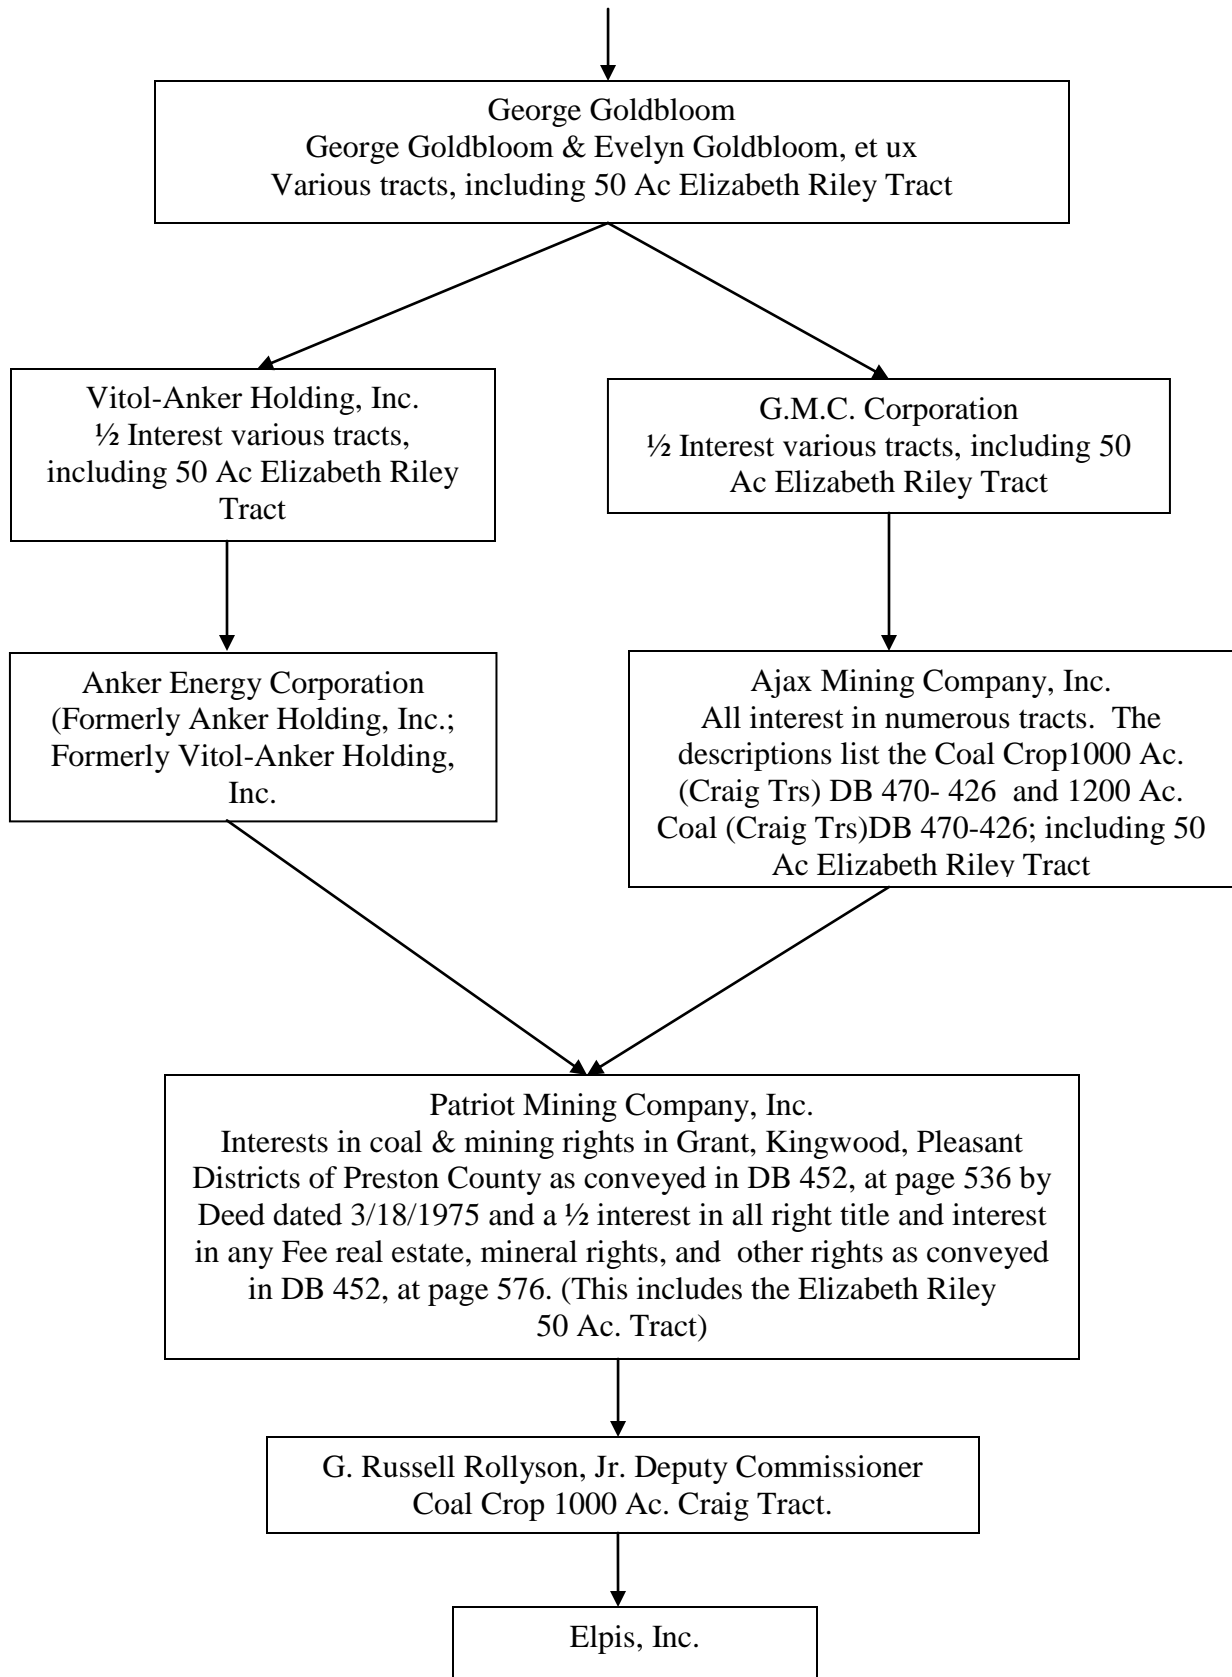 George Goldbloom
George Goldbloom & Evelyn Goldbloom, et ux
Various tracts, including 50 Ac Elizabeth Riley Tract
Vitol-Anker Holding, Inc.
½ Interest various tracts,
including 50 Ac Elizabeth Riley
Tract
G.M.C. Corporation
½ Interest various tracts, including 50
Ac Elizabeth Riley Tract
Anker Energy Corporation
(Formerly Anker Holding, Inc.;
Formerly Vitol-Anker Holding,
Inc.
Ajax Mining Company, Inc.
All interest in numerous tracts.  The
descriptions list the Coal Crop1000 Ac.
(Craig Trs) DB 470- 426  and 1200 Ac.
Coal (Craig Trs)DB 470-426; including 50
Ac Elizabeth Riley Tract
Patriot Mining Company, Inc.
Interests in coal & mining rights in Grant, Kingwood, Pleasant
Districts of Preston County as conveyed in DB 452, at page 536 by
Deed dated 3/18/1975 and a ½ interest in all right title and interest
in any Fee real estate, mineral rights, and  other rights as conveyed
in DB 452, at page 576. (This includes the Elizabeth Riley
50 Ac. Tract)
G. Russell Rollyson, Jr. Deputy Commissioner
Coal Crop 1000 Ac. Craig Tract.
Elpis, Inc.